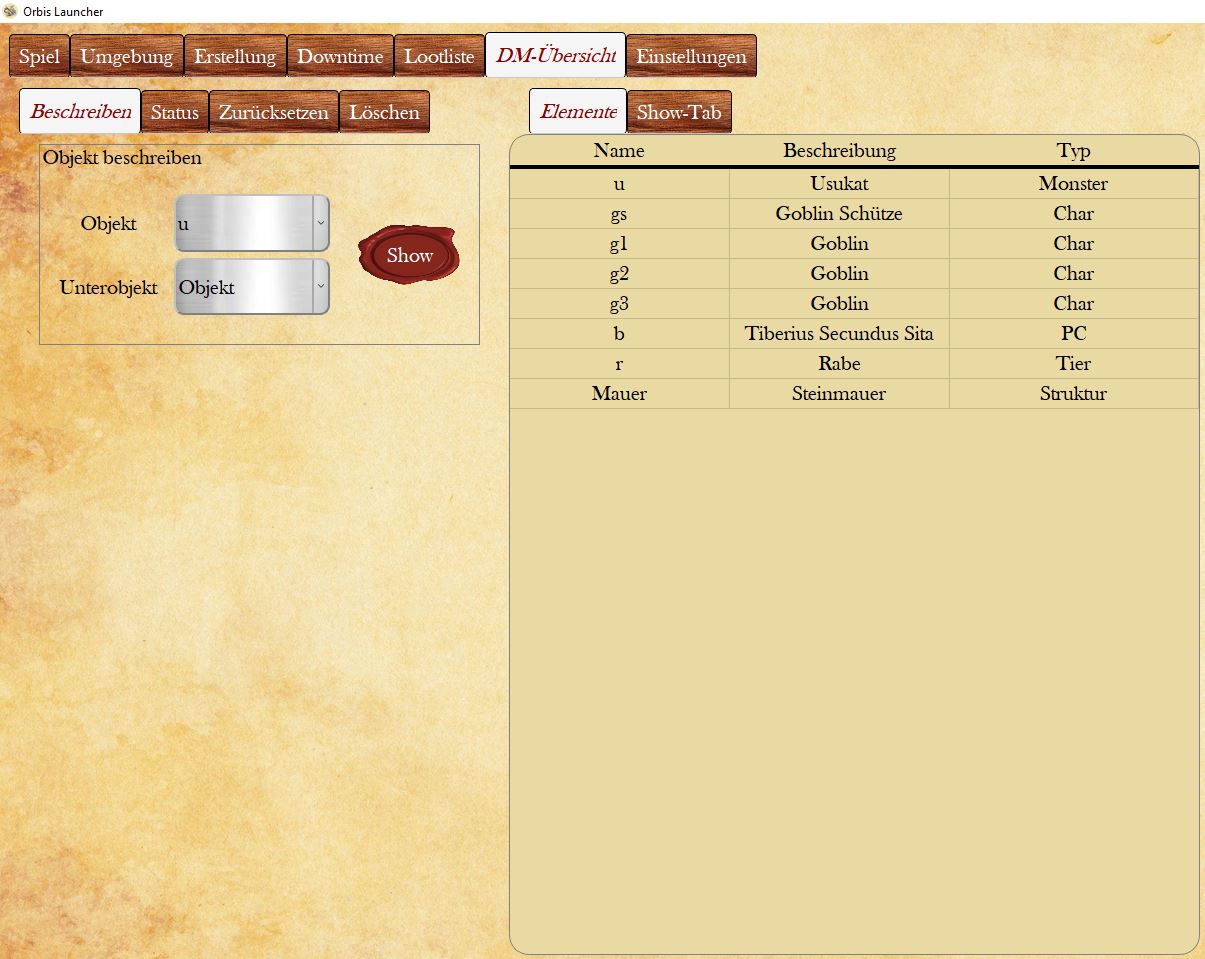 Orbis Launcher
Spiel Umgebung Erstellung Downtime Lootliste DM-Übersicht Einstellungen
Beschreiben Status Zurücksetzen Löschen
Elemente Show-Tab
Objekt beschreiben
Objekt u
Unterobjekt Objekt
Show
Name Beschreibung Typ
u Usukat Monster
gs Goblin Schütze Char
g1 Goblin Char
g2 Goblin Char
g3 Goblin Char
b Tiberius Secundus Sita PC
r Rabe Tier
Mauer Steinmauer Struktur